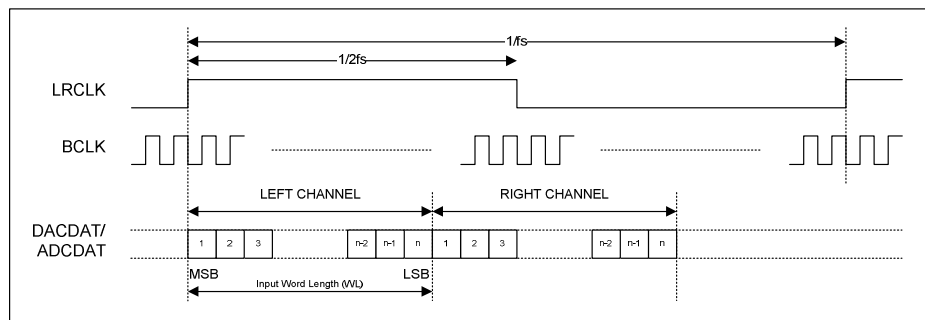 1/fs
1/2fs
LRCLK
BCLK
LEFT CHANNEL RIGHT CHANNEL
DACDAT/
ADCDAT
1 2 3 n-2 n-1 n 1 2 3 n-2 n-1 n
MSB LSB
Input Word Length (WL)